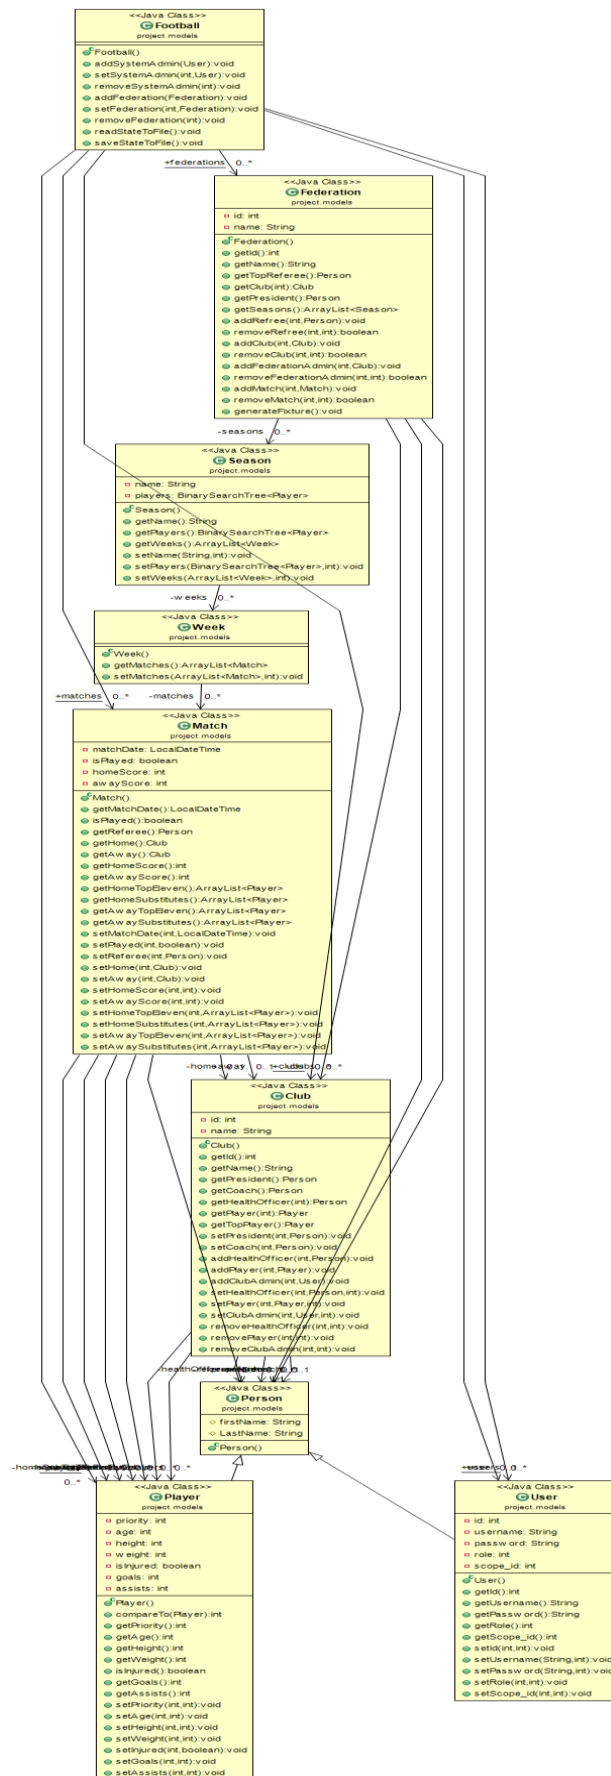 <<Java Class>>
Football
project.models
Football()
addSystemAdmin(User):void
setSystemAdmin(int,User):void
removeSystemAdmin(int):void
addFederation(Federation):void
setFederation(int,Federation):void
removeFederation(int):void
readStateToFile():void
saveStateToFile():void
+federations 0..*
<<Java Class>>
Federation
project.models
id: int
name: String
Federation()
getId():int
getName():String
getTopReferee():Person
getClub(int):Club
getPresident():Person
getSeasons():ArrayList<Season>
addRefree(int,Person):void
removeRefree(int,int):boolean
addClub(int,Club):void
removeClub(int,int):boolean
addFederationAdmin(int,Club):void
removeFederationAdmin(int,int):boolean
addMatch(int,Match):void
removeMatch(int,int):boolean
generateFixture():void
-seasons 0..*
<<Java Class>>
Season
project.models
name: String
players: BinarySearchTree<Player>
Season()
getName():String
getPlayers():BinarySearchTree<Player>
getWeeks():ArrayList<Week>
setName(String,int):void
setPlayers(BinarySearchTree<Player>,int):void
setWeeks(ArrayList<Week>,int):void
-weeks 0..*
<<Java Class>>
Week
project.models
Week()
getMatches():ArrayList<Match>
setMatches(ArrayList<Match>,int):void
+matches 0..* -matches 0..*
<<Java Class>>
Match
project.models
matchDate: LocalDateTime
isPlayed: boolean
homeScore: int
awayScore: int
Match()
getMatchDate():LocalDateTime
isPlayed():boolean
getReferee():Person
getHome():Club
getAway():Club
getHomeScore():int
getAwayScore():int
getHomeTopEleven():ArrayList<Player>
getHomeSubstitutes():ArrayList<Player>
getAwayTopEleven():ArrayList<Player>
getAwaySubstitutes():ArrayList<Player>
setMatchDate(int,LocalDateTime):void
setPlayed(int,boolean):void
setReferee(int,Person):void
setHome(int,Club):void
setAway(int,Club):void
setHomeScore(int,int):void
setAwayScore(int,int):void
setHomeTopEleven(int,ArrayList<Player>):void
setHomeSubstitutes(int,ArrayList<Player>):void
setAwayTopEleven(int,ArrayList<Player>):void
setAwaySubstitutes(int,ArrayList<Player>):void
<<Java Class>>
Club
project.models
id: int
name: String
Club()
getId():int
getName():String
getPresident():Person
getCoach():Person
getHealthOfficer(int):Person
getPlayer(int):Player
getTopPlayer():Player
setPresident(int,Person):void
setCoach(int,Person):void
addHealthOfficer(int,Person):void
addPlayer(int,Player):void
addClubAdmin(int,User):void
setHealthOfficer(int,Person,int):void
setPlayer(int,Player,int):void
setClubAdmin(int,User,int):void
removeHealthOfficer(int,int):void
removePlayer(int,int):void
removeClubAdmin(int,int):void
<<Java Class>>
Person
project.models
firstName: String
LastName: String
Person()
0..*
<<Java Class>>
Player
project.models
priority: int
age: int
height: int
weight: int
isInjured: boolean
goals: int
assists: int
Player()
compareTo(Player):int
getPriority():int
getAge():int
getHeight():int
getWeight():int
isInjured():boolean
getGoals():int
getAssists():int
setPriority(int,int):void
setAge(int,int):void
setHeight(int,int):void
setWeight(int,int):void
setInjured(int,boolean):void
setGoals(int,int):void
setAssists(int,int):void
<<Java Class>>
User
project.models
id: int
username: String
password: String
role: int
scope_id: int
User()
getId():int
getUsername():String
getPassword():String
getRole():int
getScope_id():int
setId(int,int):void
setUsername(String,int):void
setPassword(String,int):void
setRole(int,int):void
setScope_id(int,int):void